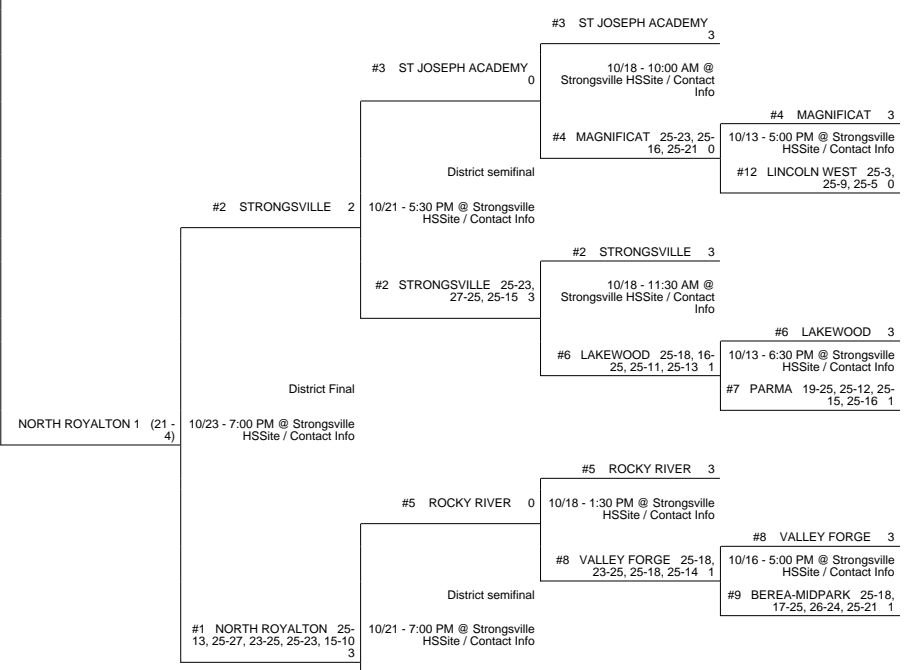 #3 ST JOSEPH ACADEMY
3
#3 ST JOSEPH ACADEMY
0
10/18 - 10:00 AM @
Strongsville HSSite / Contact
Info
#4 MAGNIFICAT 3
#4 MAGNIFICAT 25-23, 25-
16, 25-21 0
10/13 - 5:00 PM @ Strongsville
HSSite / Contact Info
District semifinal
#12 LINCOLN WEST 25-3,
25-9, 25-5 0
#2 STRONGSVILLE 2
10/21 - 5:30 PM @ Strongsville
HSSite / Contact Info
#2 STRONGSVILLE 3
#2 STRONGSVILLE 25-23,
27-25, 25-15 3
10/18 - 11:30 AM @
Strongsville HSSite / Contact
Info
#6 LAKEWOOD 3
#6 LAKEWOOD 25-18, 16-
25, 25-11, 25-13 1
10/13 - 6:30 PM @ Strongsville
HSSite / Contact Info
District Final
#7 PARMA 19-25, 25-12, 25-
15, 25-16 1
NORTH ROYALTON 1 (21 -
4)
10/23 - 7:00 PM @ Strongsville
HSSite / Contact Info
#5 ROCKY RIVER 3
#5 ROCKY RIVER 0
10/18 - 1:30 PM @ Strongsville
HSSite / Contact Info
#8 VALLEY FORGE 3
#8 VALLEY FORGE 25-18,
23-25, 25-18, 25-14 1
10/16 - 5:00 PM @ Strongsville
HSSite / Contact Info
District semifinal
#9 BEREA-MIDPARK 25-18,
17-25, 26-24, 25-21 1
#1 NORTH ROYALTON 25-
13, 25-27, 23-25, 25-23, 15-10
3
10/21 - 7:00 PM @ Strongsville
HSSite / Contact Info